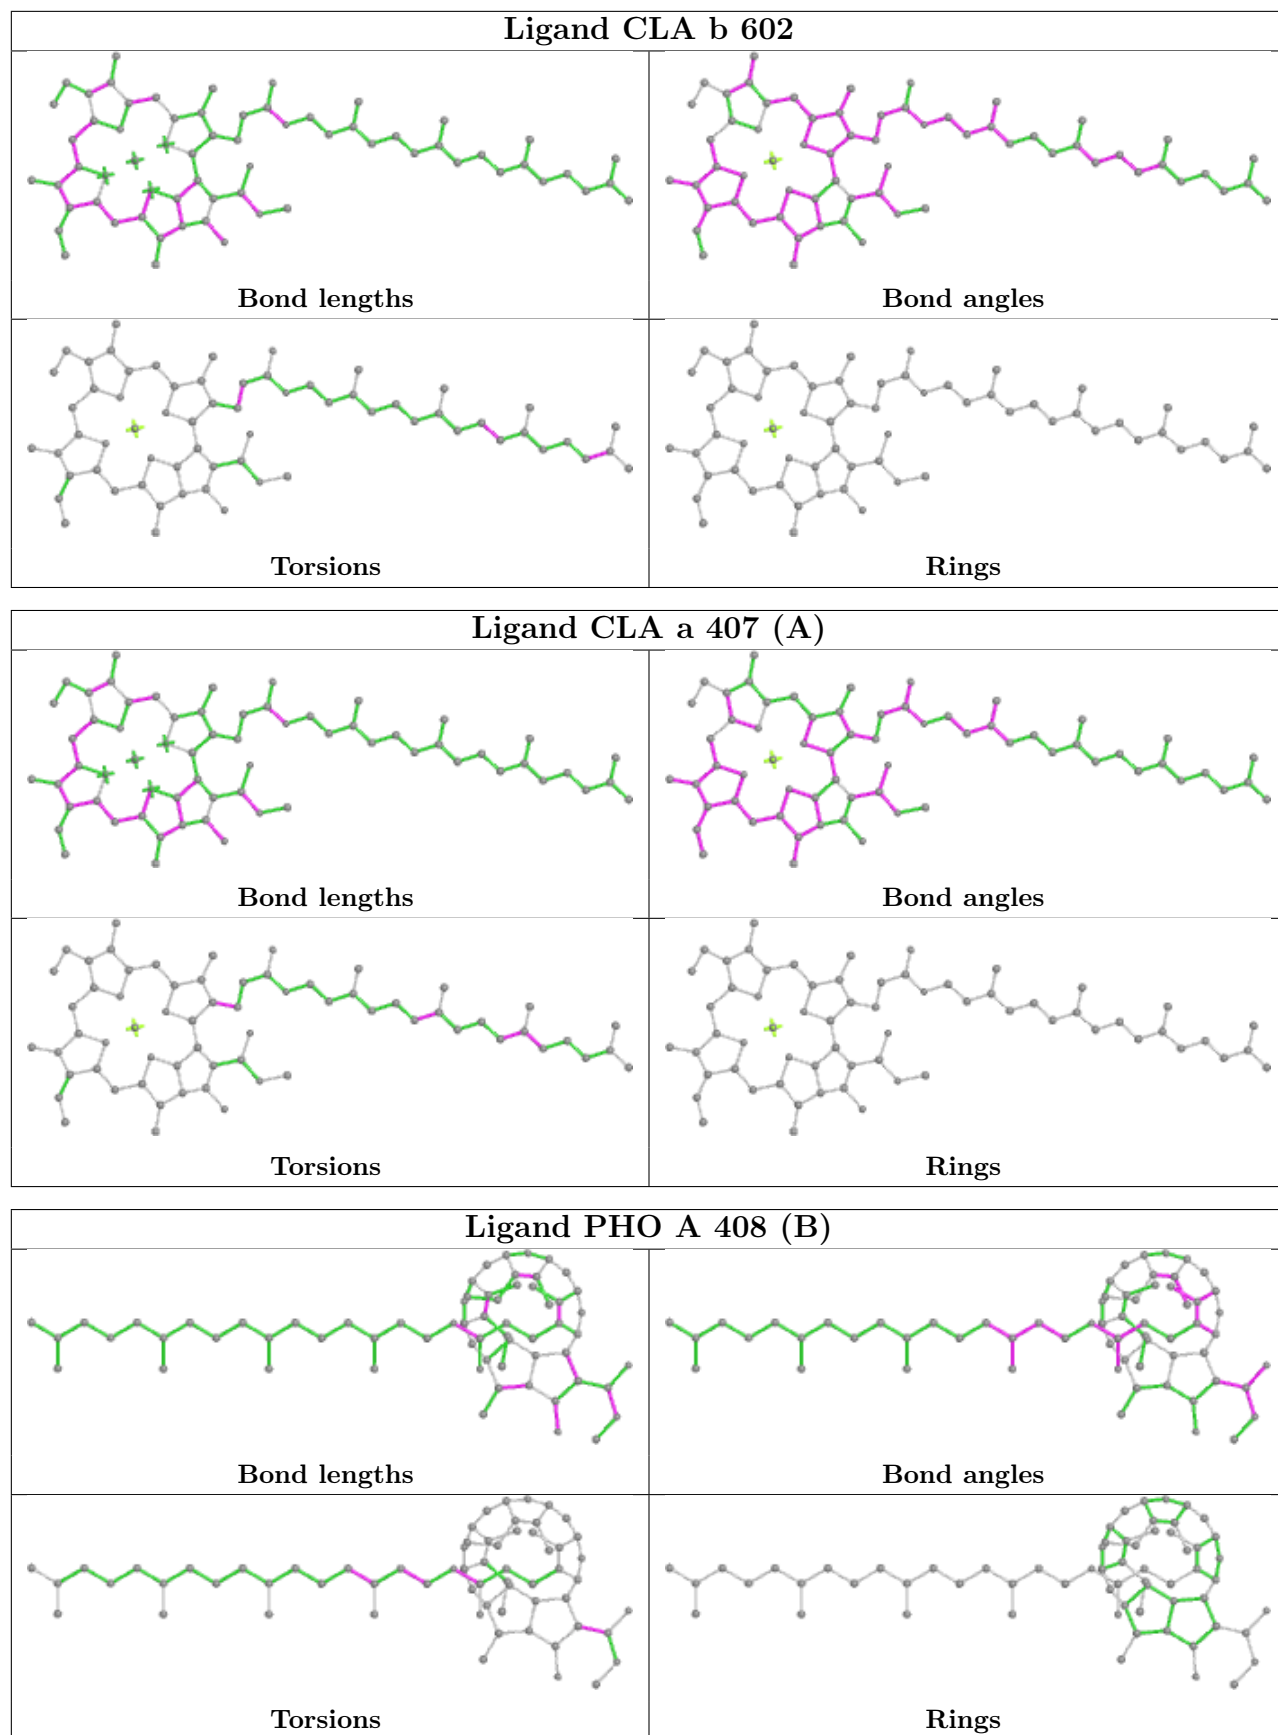 Ligand CLA b 602
Bond lengths
Bond angles
Torsions
Rings
Ligand CLA a 407 (A)
Bond lengths
Bond angles
Torsions
Rings
Ligand PHO A 408 (B)
Bond lengths
Bond angles
Torsions
Rings